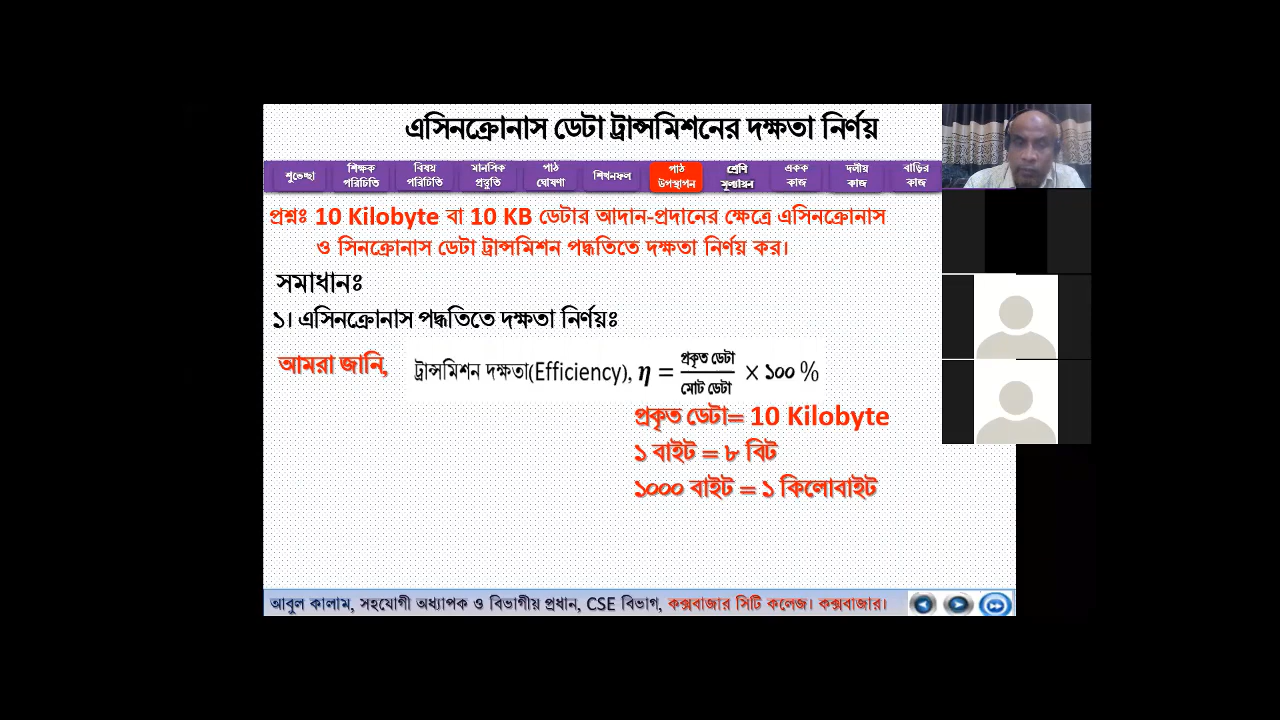 এসিনক্রোনাস ডেটা ট্রান্সমিশনের দক্ষতা নির্ণয়
শুভেচ্ছা
শিক্ষক
পরিচিতি
বিষয়
পরিচিতি
মানসিক
প্রস্তুতি
পাঠ
ঘোষণা
শিখনফল
পাঠ
উপস্থাপন
শ্রেণি
মুল্যায়ন
একক
কাজ
দলীয়
কাজ
বাড়ির
কাজ
প্রশ্নঃ 10 Kilobyte বা 10 KB ডেটার আদান-প্রদানের ক্ষেত্রে এসিনক্রোনাস
ও সিনক্রোনাস ডেটা ট্রান্সমিশন পদ্ধতিতে দক্ষতা নির্ণয় কর।
সমাধানঃ
১। এসিনক্রোনাস পদ্ধতিতে দক্ষতা নির্ণয়ঃ
আমরা জানি, ট্রান্সমিশন দক্ষতা(Efficiency), η = প্রকৃত ডেটা/মোট ডেটা × ১০০ %
প্রকৃত ডেটা= 10 Kilobyte
১ বাইট = ৮ বিট
১০০০ বাইট = ১ কিলোবাইট
আবুল কালাম, সহযোগী অধ্যাপক ও বিভাগীয় প্রধান, CSE বিভাগ, কক্সবাজার সিটি কলেজ। কক্সবাজার।